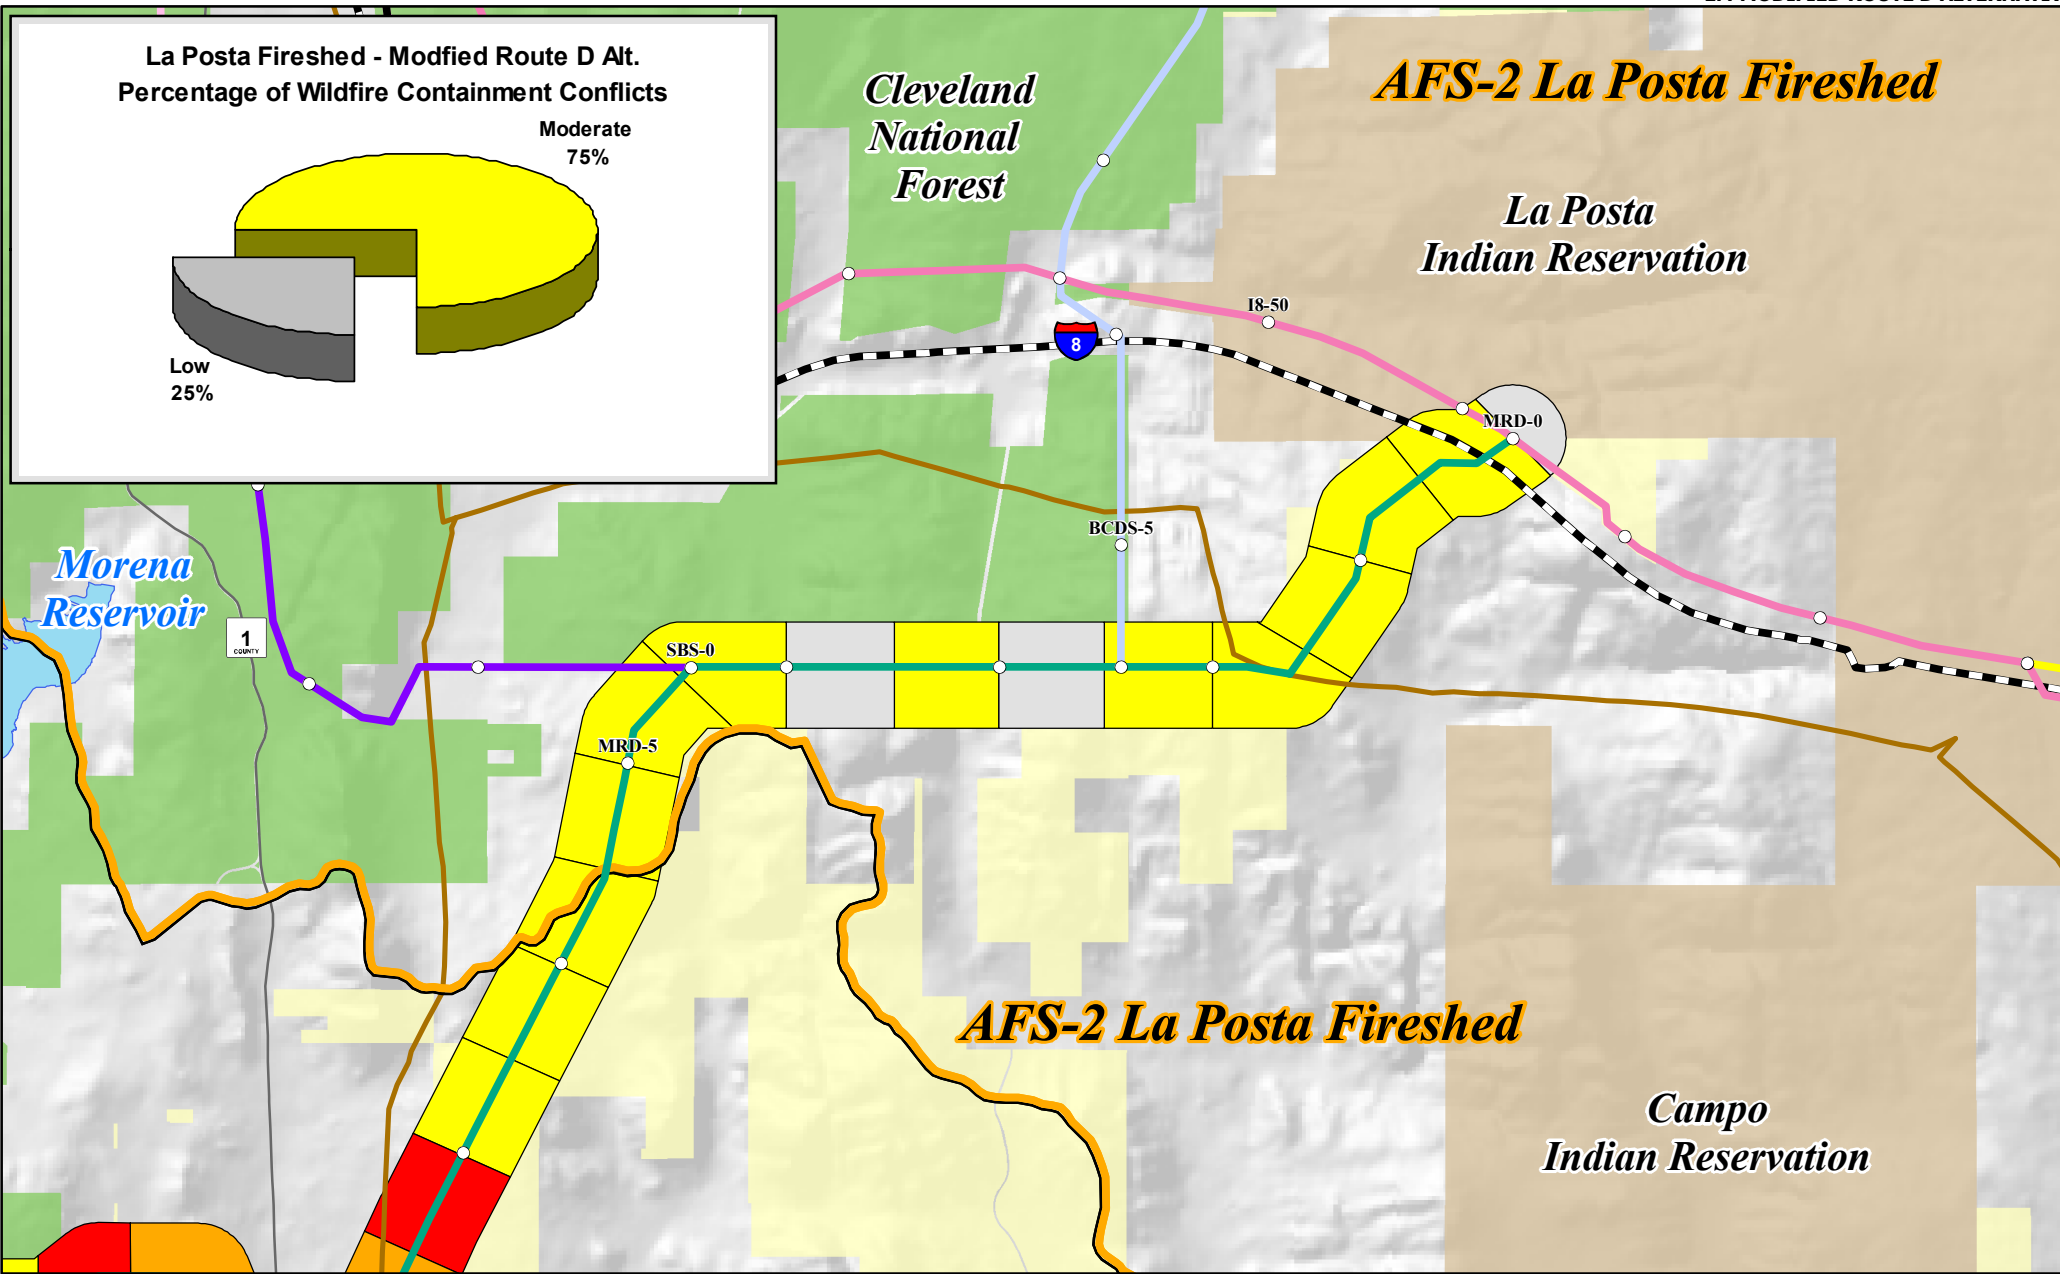 La Posta Fireshed - Modfied Route D Alt.
Percentage of Wildfire Containment Conflicts
Moderate
75%
Low
25%
Cleveland
National
Forest
AFS-2 La Posta Fireshed
La Posta
Indian Reservation
I8-50
8
MRD-0
BCDS-5
Morena
Reservoir
1
COUNTY
SBS-0
MRD-5
AFS-2 La Posta Fireshed
Campo
Indian Reservation